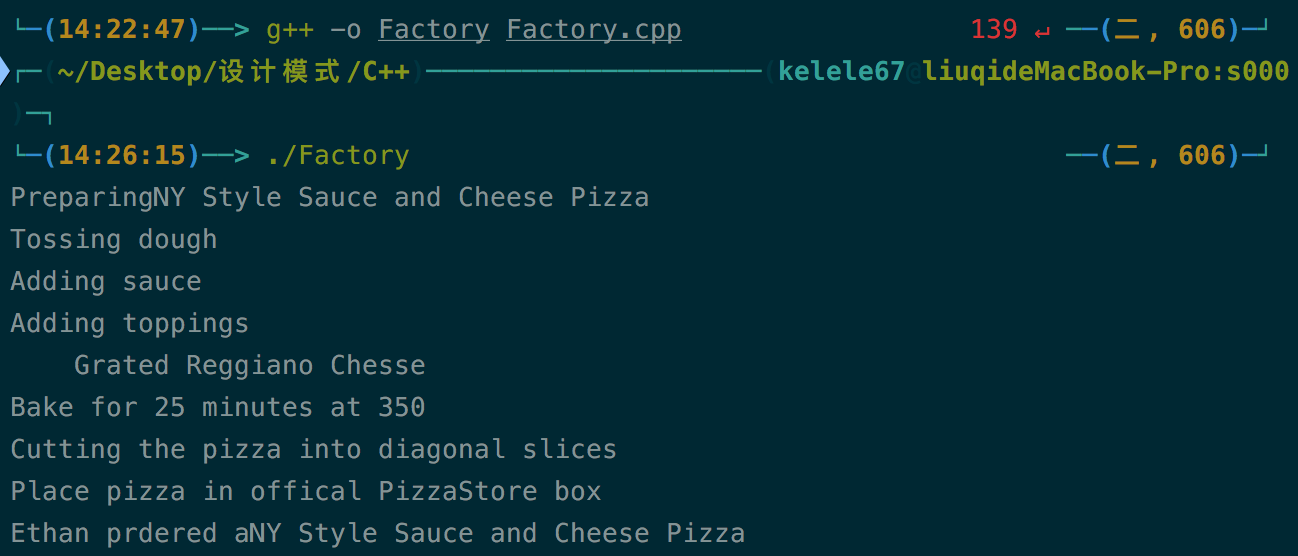 └─(14:22:47)──> g++ -o Factory Factory.cpp 139 ↵ ──(二, 606)─┘
┌─(~/Desktop/设计模式/C++)─────────────────────(kelele67@liuqideMacBook-Pro:s000
)─┐
└─(14:26:15)──> ./Factory ──(二, 606)─┘
PreparingNY Style Sauce and Cheese Pizza
Tossing dough
Adding sauce
Adding toppings
    Grated Reggiano Chesse
Bake for 25 minutes at 350
Cutting the pizza into diagonal slices
Place pizza in offical PizzaStore box
Ethan prdered aNY Style Sauce and Cheese Pizza